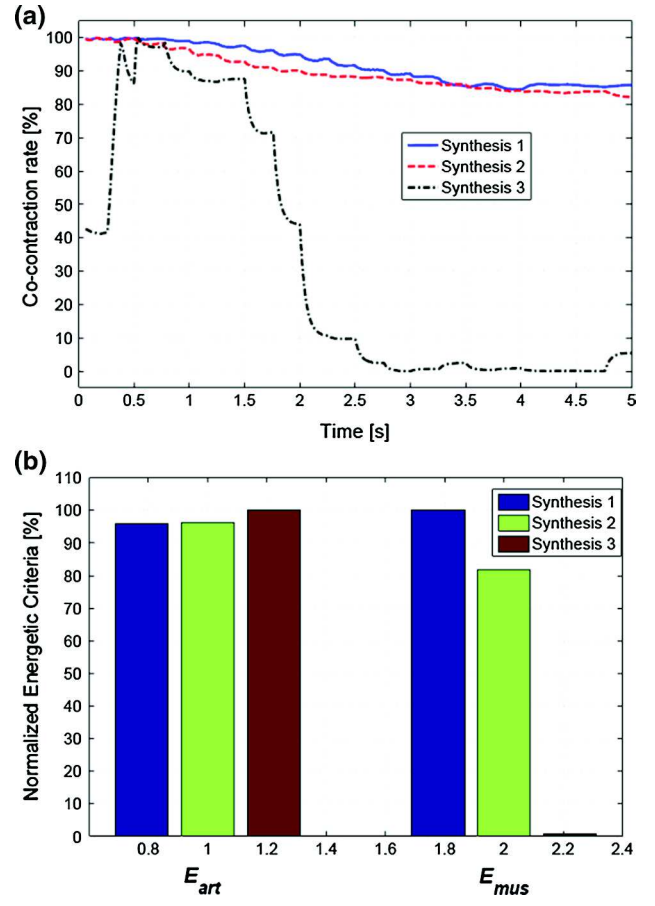 (a)
Co-contraction rate [%]
100
90
80
70
60
50
40
30
20
10
0
Synthesis 1
Synthesis 2
Synthesis 3
0 0.5 1 1.5 2 2.5 3 3.5 4 4.5 5
Time [s]
(b)
Normalized Energetic Criteria [%]
110
100
90
80
70
60
50
40
30
20
10
0
Synthesis 1
Synthesis 2
Synthesis 3
0.8 1 1.2 1.4 1.6 1.8 2 2.2 2.4
E_art E_mus